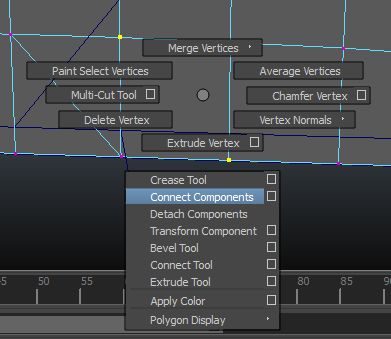 Merge Vertices
Paint Select Vertices
Average Vertices
Multi-Cut Tool
Chamfer Vertex
Delete Vertex
Vertex Normals
Extrude Vertex
Crease Tool
Connect Components
Detach Components
Transform Component
Bevel Tool
Connect Tool
Extrude Tool
Apply Color
Polygon Display
50
55
80
85
90